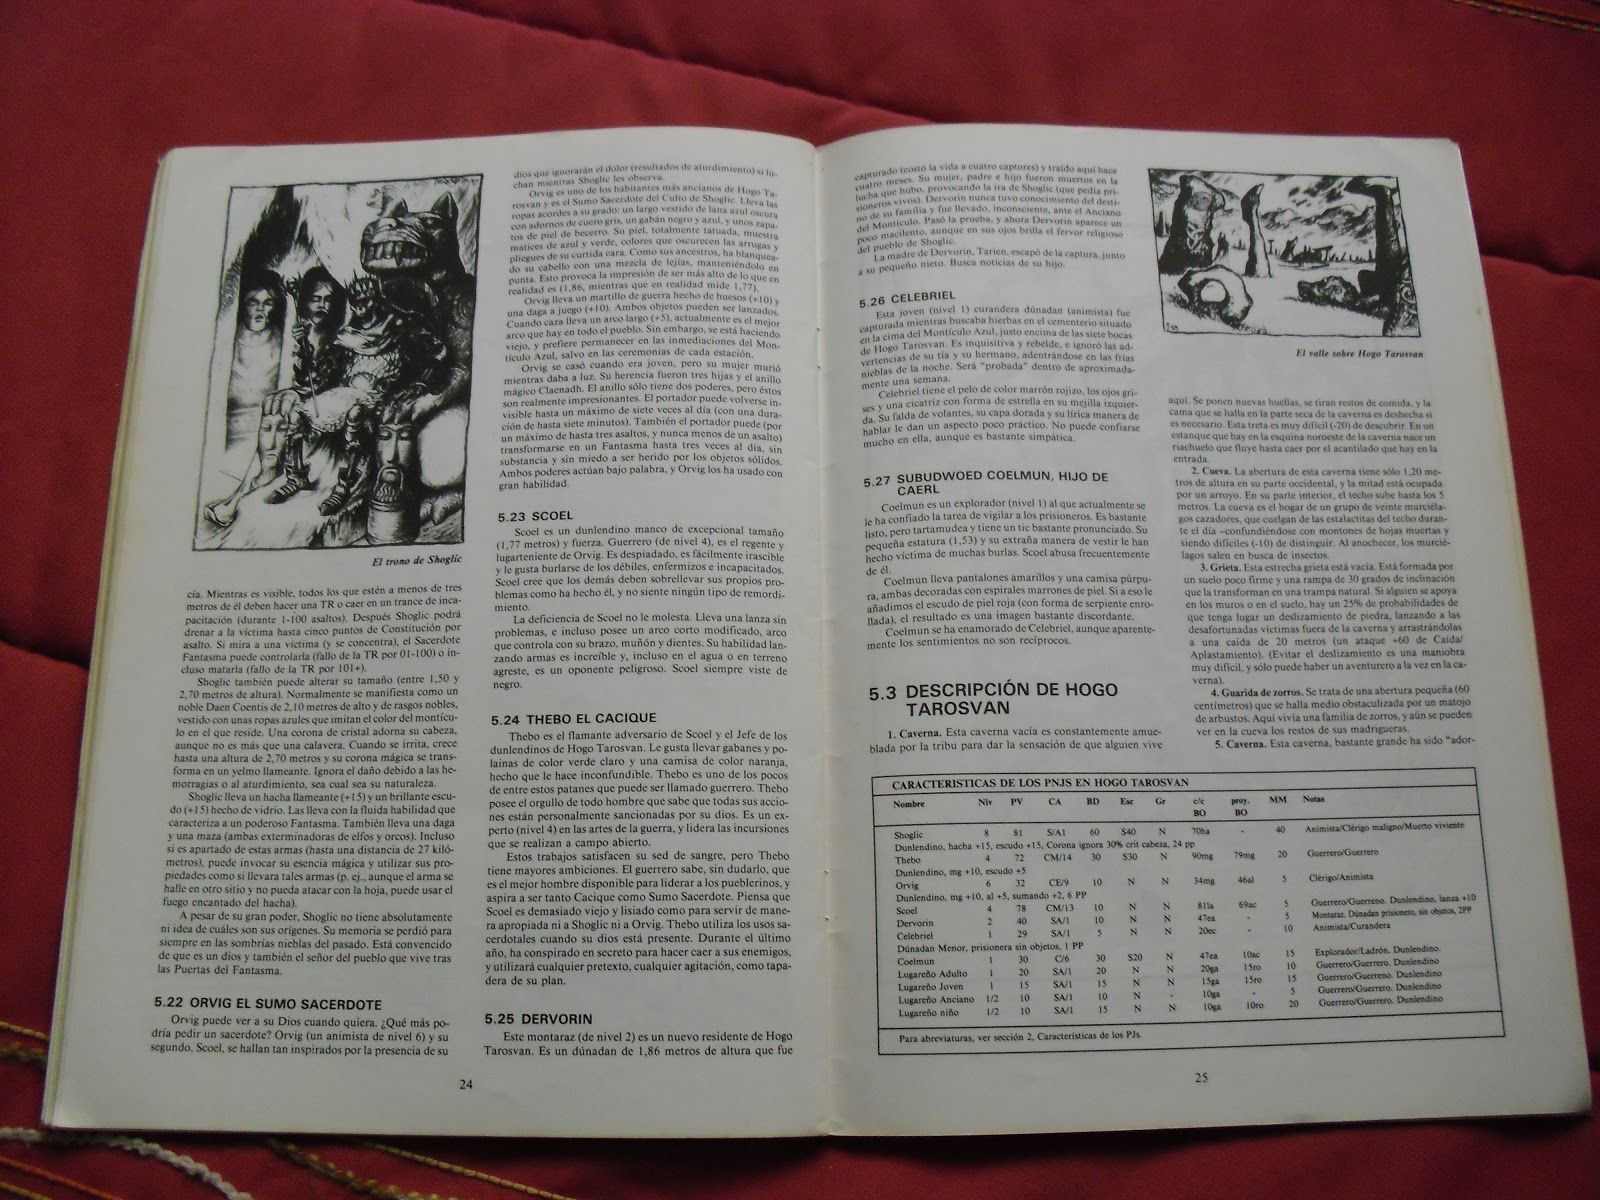 El trono de Shoglic
cía. Mientras es visible, todos los que estén a menos de tres
metros de él deben hacer una TR o caer en un trance de inca-
pacitación (durante 1-100 asaltos). Después Shoglic podrá
drenar a la víctima hasta cinco puntos de Constitución por
asalto. Si mira a una víctima (y se concentra), el Sacerdote
Fantasma puede controlarla (fallo de la TR por 01-100) o in-
cluso matarla (fallo de la TR por 101+).
Shoglic también puede alterar su tamaño (entre 1,50 y
2,70 metros de altura). Normalmente se manifiesta como un
noble Daen Coentis de 2,10 metros de alto y de rasgos nobles,
vestido con unas ropas azules que imitan el color del montícu-
lo en el que reside. Una corona de cristal adorna su cabeza,
aunque no es más que una calavera. Cuando se irrita, crece
hasta una altura de 2,70 metros y su corona mágica se trans-
forma en un yelmo llameante. Ignora el daño debido a las he-
morragias o al aturdimiento, sea cual sea su naturaleza.
Shoglic lleva un hacha llameante (+15) y un brillante escu-
do (+15) hecho de vidrio. Las lleva con la fluida habilidad que
caracteriza a un poderoso Fantasma. También lleva una daga
y una maza (ambas exterminadoras de elfos y orcos). Incluso
si es apartado de estas armas (hasta una distancia de 27 kiló-
metros), puede invocar su esencia mágica y utilizar sus pro-
piedades como si llevara tales armas (p. ej., aunque el arma se
halle en otro sitio y no pueda atacar con la hoja, puede usar el
fuego encantado del hacha).
A pesar de su gran poder, Shoglic no tiene absolutamente
ni idea de cuáles son sus orígenes. Su memoria se perdió para
siempre en las sombrías nieblas del pasado. Está convencido
de que es un dios y también el señor del pueblo que vive tras
las Puertas del Fantasma.
5.22 ORVIG EL SUMO SACERDOTE
Orvig puede ver a su Dios cuando quiera. ¿Qué más po-
dría pedir un sacerdote? Orvig (un animista de nivel 6) y su
segundo, Scoel, se hallan tan inspirados por la presencia de su
dios que ignorarán el dolor (resultados de aturdimiento) si lu-
chan mientras Shoglic les observa.
Orvig es uno de los habitantes más ancianos de Hogo Ta-
rosvan y es el Sumo Sacerdote del Culto de Shoglic. Lleva las
ropas acordes a su grado: un largo vestido de lana azul oscura
con adornos de cuero gris, un gabán negro y azul, y unos zapa-
tos de piel de becerro. Su piel, totalmente tatuada, muestra
matices de azul y verde, colores que oscurecen las arrugas y
pliegues de su curtida cara. Como sus ancestros, ha blanquea-
do su cabello con una mezcla de lejías, manteniéndolo en
punta. Esto provoca la impresión de ser más alto de lo que en
realidad es (1,86, mientras que en realidad mide 1,77).
Orvig lleva un martillo de guerra hecho de huesos (+10) y
una daga a juego (+10). Ambos objetos pueden ser lanzados.
Cuando caza lleva un arco largo (+5), actualmente es el mejor
arco que hay en todo el pueblo. Sin embargo, se está haciendo
viejo, y prefiere permanecer en las inmediaciones del Mon-
tículo Azul, salvo en las ceremonias de cada estación.
Orvig se casó cuando era joven, pero su mujer murió
mientras daba a luz. Su herencia fueron tres hijas y el anillo
mágico Claenadh. El anillo sólo tiene dos poderes, pero éstos
son realmente impresionantes. El portador puede volverse in-
visible hasta un máximo de siete veces al día (con una dura-
ción de hasta siete minutos). También el portador puede (por
un máximo de hasta tres asaltos, y nunca menos de un asalto)
transformarse en un Fantasma hasta tres veces al día, sin
substancia y sin miedo a ser herido por los objetos sólidos.
Ambos poderes actúan bajo palabra, y Orvig los ha usado con
gran habilidad.
5.23 SCOEL
Scoel es un dunlendino manco de excepcional tamaño
(1,77 metros) y fuerza. Guerrero (de nivel 4), es el regente y
lugarteniente de Orvig. Es despiadado, es fácilmente irascible
y le gusta burlarse de los débiles, enfermizos e incapacitados.
Scoel cree que los demás deben sobrellevar sus propios pro-
blemas como ha hecho él, y no siente ningún tipo de remordi-
miento.
La deficiencia de Scoel no le molesta. Lleva una lanza sin
problemas, e incluso posee un arco corto modificado, arco
que controla con su brazo, muñón y dientes. Su habilidad lan-
zando armas es increíble y, incluso en el agua o en terreno
agreste, es un oponente peligroso. Scoel siempre viste de
negro.
5.24 THEBO EL CACIQUE
Thebo es el flamante adversario de Scoel y el Jefe de los
dunlendinos de Hogo Tarosvan. Le gusta llevar gabanes y po-
lainas de color verde claro y una camisa de color naranja,
hecho que le hace inconfundible. Thebo es uno de los pocos
de entre estos patanes que puede ser llamado guerrero. Thebo
posee el orgullo de todo hombre que sabe que todas sus accio-
nes están personalmente sancionadas por su dios. Es un ex-
perto (nivel 4) en las artes de la guerra, y lidera las incursiones
que se realizan a campo abierto.
Estos trabajos satisfacen su sed de sangre, pero Thebo
tiene mayores ambiciones. El guerrero sabe, sin dudarlo, que
es el mejor hombre disponible para liderar a los pueblerinos, y
aspira a ser tanto Cacique como Sumo Sacerdote. Piensa que
Scoel es demasiado viejo y lisiado como para servir de mane-
ra apropiada ni a Shoglic ni a Orvig. Thebo utiliza los usos sa-
cerdotales cuando su dios está presente. Durante el último
año, ha conspirado en secreto para hacer caer a sus enemigos,
y utilizará cualquier pretexto, cualquier agitación, como tapa-
dera de su plan.
5.25 DERVORIN
Este montaraz (de nivel 2) es un nuevo residente de Hogo
Tarosvan. Es un dúnadan de 1,86 metros de altura que fue
24
capturado (costó la vida a cuatro captores) y traído aquí hace
cuatro meses. Su mujer, padre e hijo fueron muertos en la
lucha que hubo, provocando la ira de Shoglic (que pedía pri-
sioneros vivos). Dervorin nunca tuvo conocimiento del desti-
no de su familia y fue llevado, inconsciente, ante el Anciano
del Montículo. Pasó la prueba, y ahora Dervorin aparece un
poco macilento, aunque en sus ojos brilla el fervor religioso
del pueblo de Shoglic.
La madre de Dervorin, Tarien, escapó de la captura, junto
a su pequeño nieto. Busca noticias de su hijo.
5.26 CELEBRIEL
Esta joven (nivel 1) curandera dúnadan (animista) fue
capturada mientras buscaba hierbas en el cementerio situado
en la cima del Montículo Azul, justo encima de las siete bocas
de Hogo Tarosvan. Es inquisitiva y rebelde, e ignoró las ad-
vertencias de su tía y su hermano, adentrándose en las frías
nieblas de la noche. Será "probada" dentro de aproximada-
mente una semana.
Celebriel tiene el pelo de color marrón rojizo, los ojos gri-
ses y una cicatriz con forma de estrella en su mejilla izquier-
da. Su falda de volantes, su capa dorada y su lírica manera de
hablar le dan un aspecto poco práctico. No puede confiarse
mucho en ella, aunque es bastante simpática.
5.27 SUBUDWOED COELMUN, HIJO DE
CAERL
Coelmun es un explorador (nivel 1) al que actualmente se
le ha confiado la tarea de vigilar a los prisioneros. Es bastante
listo, pero tartamudea y tiene un tic bastante pronunciado. Su
pequeña estatura (1,53) y su extraña manera de vestir le han
hecho víctima de muchas burlas. Scoel abusa frecuentemente
de él.
Coelmun lleva pantalones amarillos y una camisa púrpu-
ra, ambas decoradas con espirales marrones de piel. Si a eso le
añadimos el escudo de piel roja (con forma de serpiente enro-
llada), el resultado es una imagen bastante discordante.
Coelmun se ha enamorado de Celebriel, aunque aparente-
mente los sentimientos no son recíprocos.
5.3 DESCRIPCIÓN DE HOGO
TAROSVAN
1. Caverna. Esta caverna vacía es constantemente amue-
blada por la tribu para dar la sensación de que alguien vive
El valle sobre Hogo Tarosvan
aquí. Se ponen nuevas huellas, se tiran restos de comida, y la
cama que se halla en la parte seca de la caverna es deshecha si
es necesario. Esta treta es muy difícil (-20) de descubrir. En un
estanque que hay en la esquina noroeste de la caverna nace un
riachuelo que fluye hasta caer por el acantilado que hay en la
entrada.
2. Cueva. La abertura de esta caverna tiene sólo 1,20 me-
tros de altura en su parte occidental, y la mitad está ocupada
por un arroyo. En su parte interior, el techo sube hasta los 5
metros. La cueva es el hogar de un grupo de veinte murciéla-
gos cazadores, que cuelgan de las estalactitas del techo duran-
te el día –confundiéndose con montones de hojas muertas y
siendo difíciles (-10) de distinguir. Al anochecer, los murcié-
lagos salen en busca de insectos.
3. Grieta. Esta estrecha grieta está vacía. Está formada por
un suelo poco firme y una rampa de 30 grados de inclinación
que la transforman en una trampa natural. Si alguien se apoya
en los muros o en el suelo, hay un 25% de probabilidades de
que tenga lugar un deslizamiento de piedra, lanzando a las
desafortunadas víctimas fuera de la caverna y arrastrándolas
a una caída de 20 metros (un ataque +60 de Caída/
Aplastamiento). (Evitar el deslizamiento es una maniobra
muy difícil, y sólo puede haber un aventurero a la vez en la ca-
verna).
4. Guarida de zorros. Se trata de una abertura pequeña (60
centímetros) que se halla medio obstaculizada por un matojo
de arbustos. Aquí vivía una familia de zorros, y aún se pueden
ver en la cueva los restos de sus madrigueras.
5. Caverna. Esta caverna, bastante grande ha sido "ador-
CARACTERISTICAS DE LOS PNJS EN HOGO TAROSVAN
Nombre Niv PV CA BD Esc Gr c/c BO proy. BO MM Notas
Shoglic 8 81 S/A1 60 S40 N 70ha - 40 Animista/Clérigo maligno/Muerto viviente
Dunlendino, hacha +15, escudo +15, Corona ignora 30% crit cabeza, 24 pp
Thebo 4 72 CM/14 30 S30 N 90mg 79mg 20 Guerrero/Guerrero
Dunlendino, mg +10, escudo +5
Orvig 6 32 CE/9 10 N N 34mg 46al 5 Clérigo/Animista
Dunlendino, mg +10, al +5, sumando +2, 6 PP
Scoel 4 78 CM/13 10 N N 81la 69ac 5 Guerrero/Guerrero. Dunlendino, lanza +10
Dervorin 2 40 SA/1 10 N N 47ea - 5 Montaraz. Dúnadan prisionero, sin objetos, 2PP
Celebriel 1 29 SA/1 5 N N 20cc - 10 Animista/Curandera
Dúnadan Menor, prisionera sin objetos, 1 PP
Coelmun 1 30 C/6 30 S20 N 47ea 10ac 15 Explorador/Ladrón. Dunlendino
Lugareño Adulto 1 20 SA/1 20 N N 20ga 15ro 10 Guerrero/Guerrero. Dunlendino
Lugareño Joven 1 15 SA/1 15 N N 15ga 15ro 15 Guerrero/Guerreno. Dunlendino
Lugareño Anciano 1/2 10 SA/1 10 N - 10ga - 5 Guerrero/Guerrero. Dunlendino
Lugareño niño 1/2 10 SA/1 15 N N 10ga 10ro 20 Guerrero/Guerrero. Dunlendino
Para abreviaturas, ver sección 2, Características de los PJs.
25